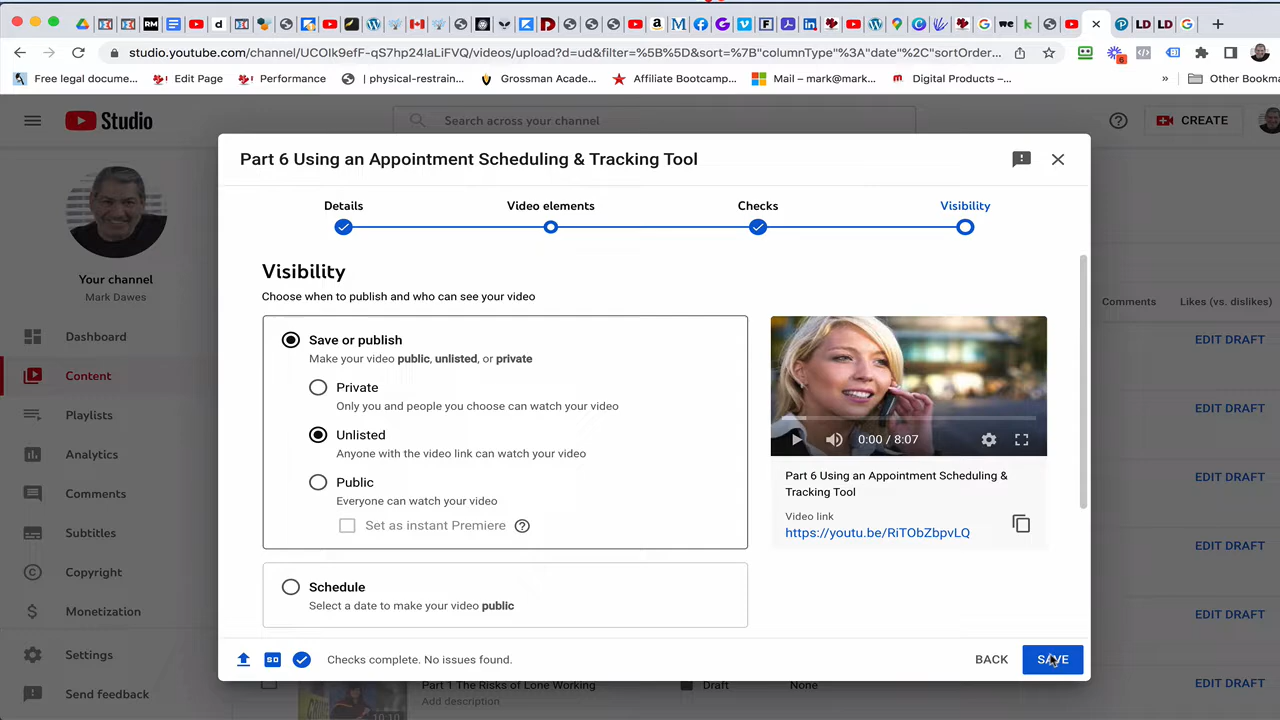 studio.youtube.com/channel/UCOIk9efF-qS7hp24laLiFVQ/videos/upload?d=ud&filter=%5B%5D&sort=%7B"columnType"%3A"date"%2C"sortOrder...
Free legal docume...
Edit Page
Performance
| physical-restrain...
Grossman Acade...
Affiliate Bootcamp...
Mail – mark@mark...
Digital Products –...
»
Other Bookma
Studio
Search across your channel
CREATE
Part 6 Using an Appointment Scheduling & Tracking Tool
Details
Video elements
Checks
Visibility
Your channel
Mark Dawes
Dashboard
Content
Playlists
Analytics
Comments
Subtitles
Copyright
Monetization
Settings
Send feedback
Visibility
Choose when to publish and who can see your video
Save or publish
Make your video public, unlisted, or private
Private
Only you and people you choose can watch your video
Unlisted
Anyone with the video link can watch your video
Public
Everyone can watch your video
Set as instant Premiere
Schedule
Select a date to make your video public
0:00 / 8:07
Part 6 Using an Appointment Scheduling &
Tracking Tool
Video link
https://youtu.be/RiTObZbpvLQ
Comments
Likes (vs. dislikes)
EDIT DRAFT
EDIT DRAFT
EDIT DRAFT
EDIT DRAFT
EDIT DRAFT
EDIT DRAFT
SD
Checks complete. No issues found.
BACK
SAVE
10:10
Part 1 The Risks of Lone Working
Add description
Draft
None